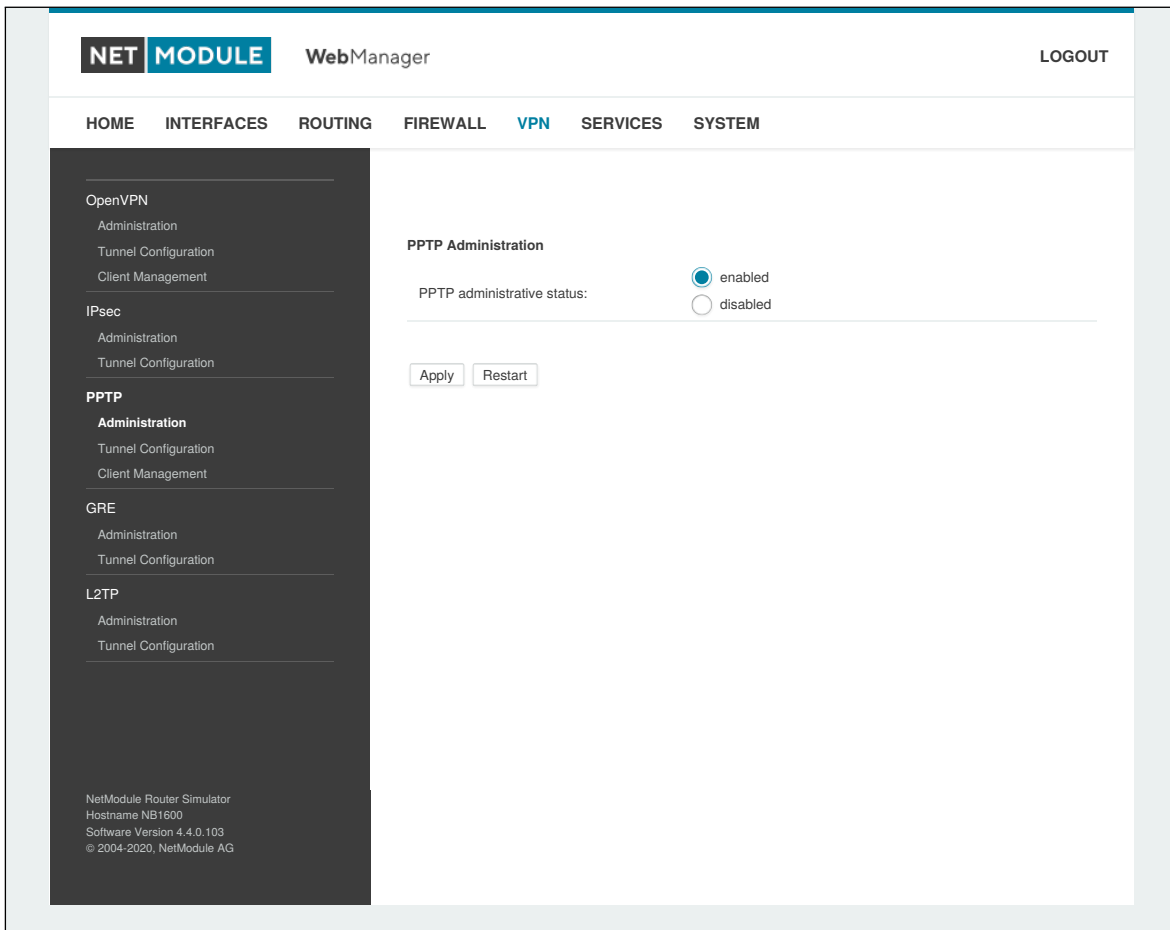 NET MODULE WebManager LOGOUT
HOME INTERFACES ROUTING FIREWALL VPN SERVICES SYSTEM
OpenVPN
Administration
Tunnel Configuration
Client Management
IPsec
Administration
Tunnel Configuration
PPTP
Administration
Tunnel Configuration
Client Management
GRE
Administration
Tunnel Configuration
L2TP
Administration
Tunnel Configuration
NetModule Router Simulator
Hostname NB1600
Software Version 4.4.0.103
© 2004-2020, NetModule AG
PPTP Administration
PPTP administrative status:
enabled
disabled
Apply Restart